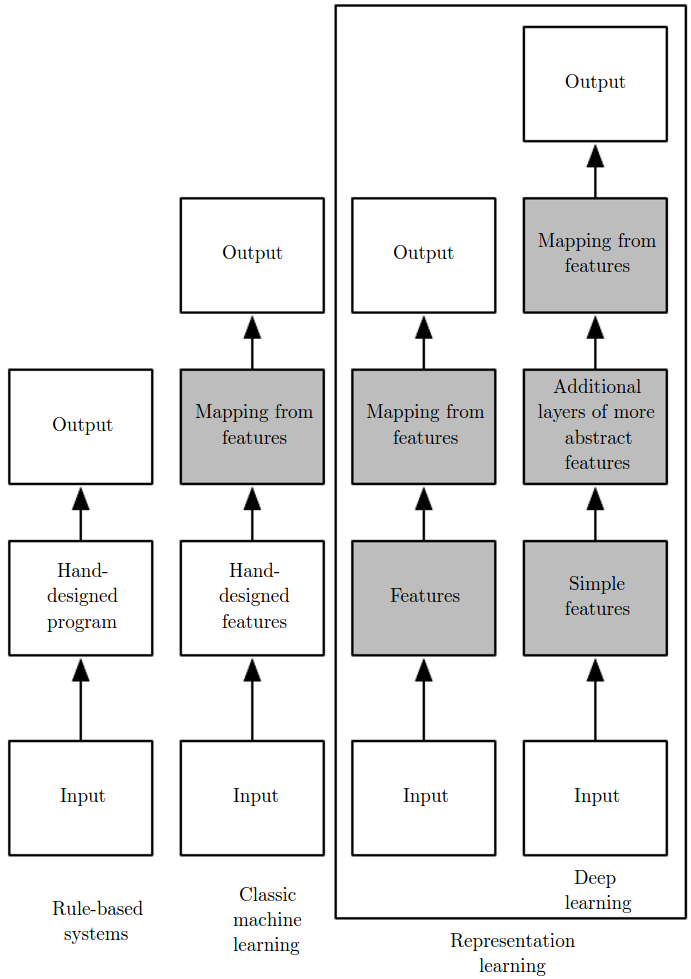 Output
Hand-
designed
program
Input
Rule-based
systems
Output
Mapping from
features
Hand-
designed
features
Input
Classic
machine
learning
Output
Mapping from
features
Features
Input
Output
Mapping from
features
Additional
layers of more
abstract
features
Simple
features
Input
Deep
learning
Representation
learning